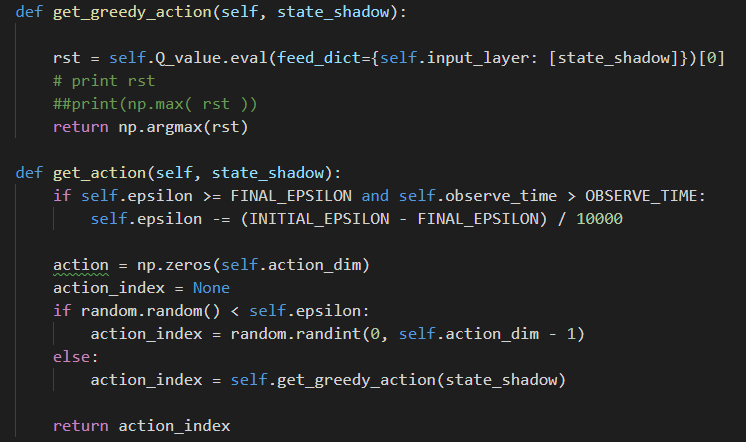 def get_greedy_action(self, state_shadow):
rst = self.Q_value.eval(feed_dict={self.input_layer: [state_shadow]})[0]
# print rst
##print(np.max( rst ))
return np.argmax(rst)
def get_action(self, state_shadow):
if self.epsilon >= FINAL_EPSILON and self.observe_time > OBSERVE_TIME:
self.epsilon -= (INITIAL_EPSILON - FINAL_EPSILON) / 10000
action = np.zeros(self.action_dim)
action_index = None
if random.random() < self.epsilon:
action_index = random.randint(0, self.action_dim - 1)
else:
action_index = self.get_greedy_action(state_shadow)
return action_index